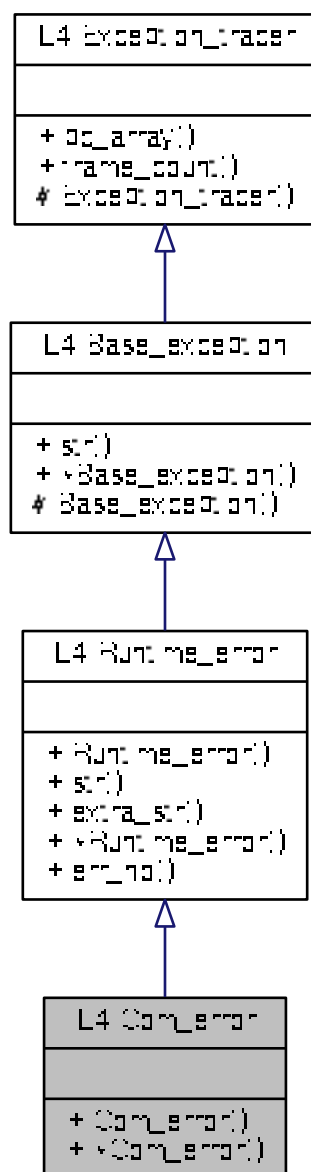 L4::Exception_tracer
+ pc_array()
+ frame_count()
# Exception_tracer()
L4::Base_exception
+ str()
+ ~Base_exception()
# Base_exception()
L4::Runtime_error
+ Runtime_error()
+ str()
+ extra_str()
+ ~Runtime_error()
+ err_no()
L4::Com_error
+ Com_error()
+ ~Com_error()